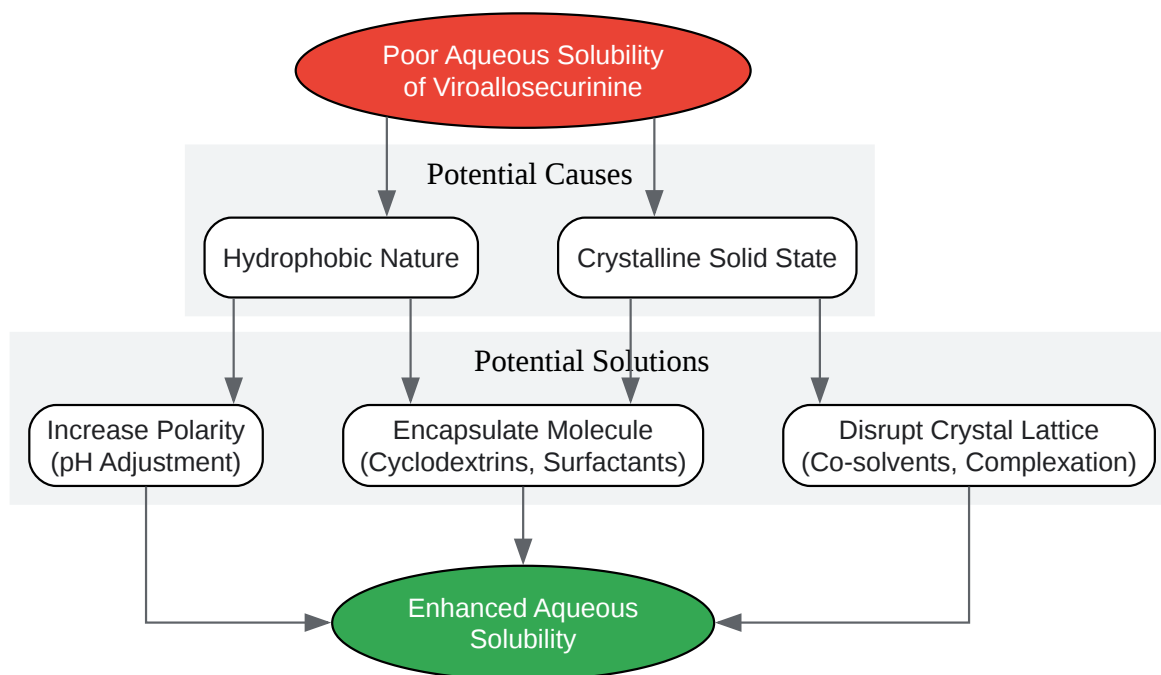 Poor Aqueous Solubility
of Viroallosecurinine
Potential Causes
Hydrophobic Nature
Crystalline Solid State
Potential Solutions
Increase Polarity
(pH Adjustment)
Encapsulate Molecule
(Cyclodextrins, Surfactants)
Disrupt Crystal Lattice
(Co-solvents, Complexation)
Enhanced Aqueous
Solubility